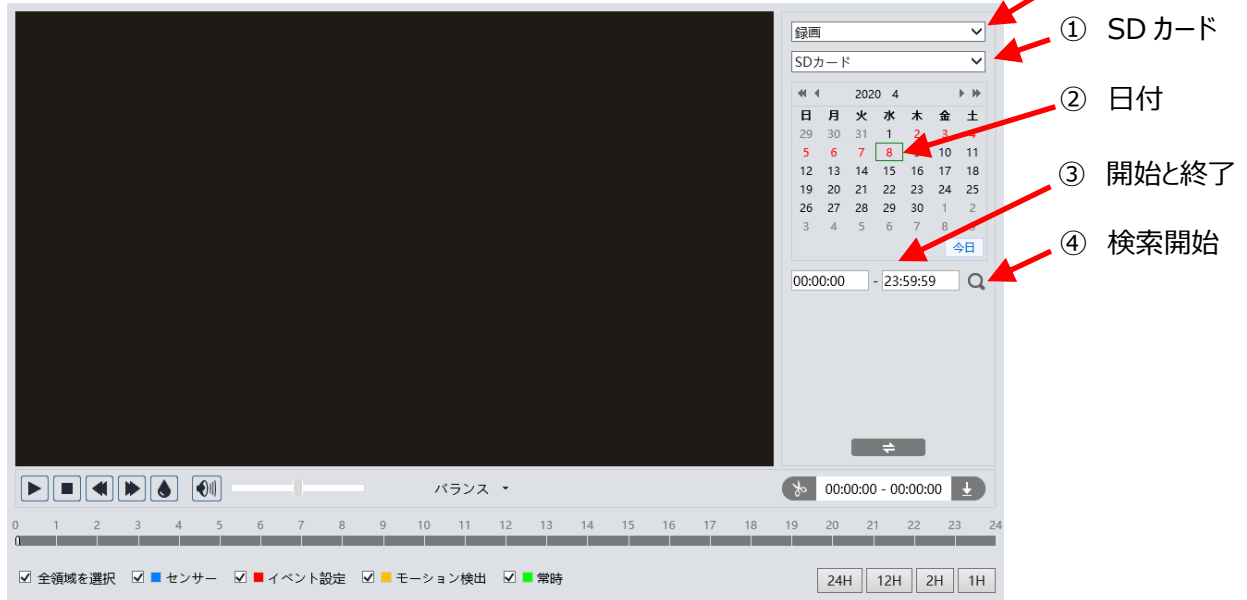 録画
① SD カード
SDカード
2020 4
② 日付
日 月 火 水 木 金 土
29 30 31 1 2 3 4
5 6 7 8 10 11
12 13 14 15 16 17 18
③ 開始と終了
19 20 21 22 23 24 25
26 27 28 29 30 1 2
3 4 5 6 7 8
④ 検索開始
今日
00:00:00 - 23:59:59
バランス
00:00:00 - 00:00:00
0 1 2 3 4 5 6 7 8 9 10 11 12 13 14 15 16 17 18 19 20 21 22 23 24
全領域を選択 センサー イベント設定 モーション検出 常時
24H 12H 2H 1H